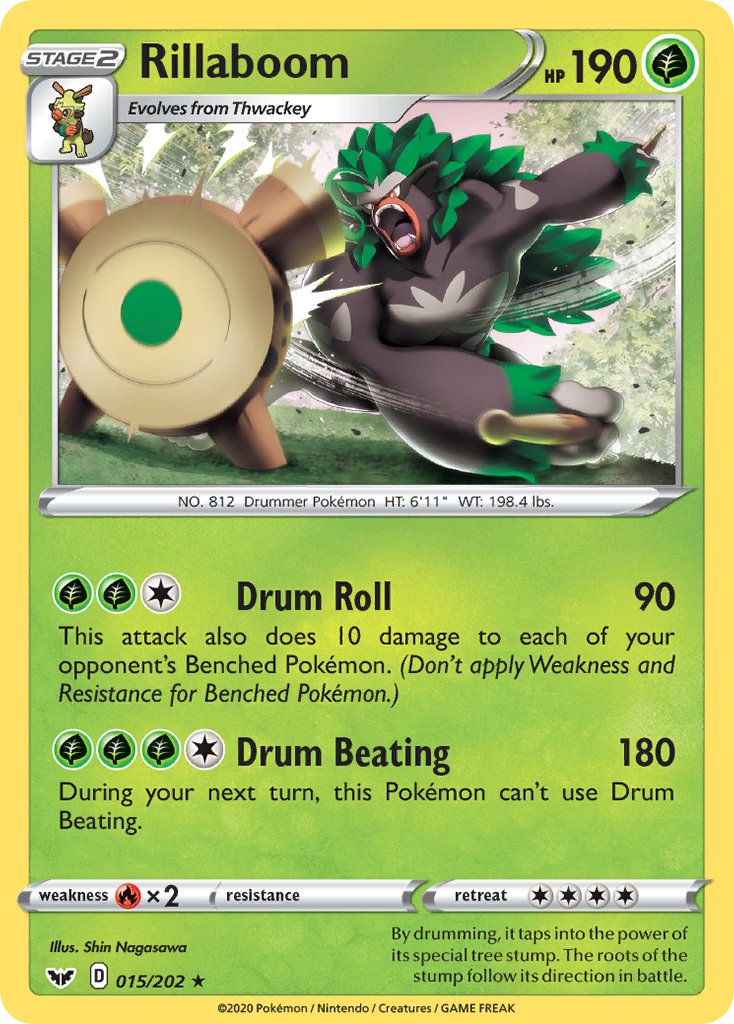 STAGE 2
Rillaboom
HP 190
Evolves from Thwackey
NO. 812 Drummer Pokémon HT: 6'11" WT: 198.4 lbs.
Drum Roll 90
This attack also does 10 damage to each of your
opponent's Benched Pokémon. (Don't apply Weakness and
Resistance for Benched Pokémon.)
Drum Beating 180
During your next turn, this Pokémon can't use Drum
Beating.
weakness ×2 resistance retreat
Illus. Shin Nagasawa
D 015/202 ★
By drumming, it taps into the power of
its special tree stump. The roots of the
stump follow its direction in battle.
©2020 Pokémon / Nintendo / Creatures / GAME FREAK